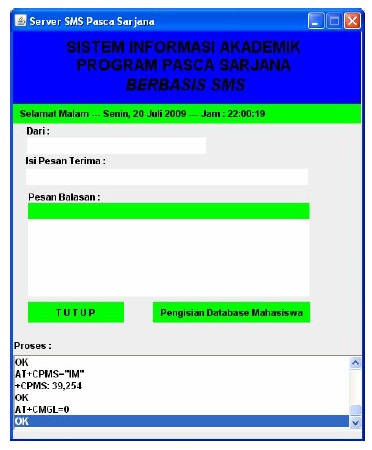 Server SMS Pasca Sarjana
SISTEM INFORMASI AKADEMIK
PROGRAM PASCA SARJANA
BERBASIS SMS
Selamat Malam --- Senin, 20 Juli 2009 --- Jam : 22:00:19
Dari :
Isi Pesan Terima :
Pesan Balasan :
T U T U P
Pengisian Database Mahasiswa
Proses :
OK
AT+CPMS="IM"
+CPMS: 39,254
OK
AT+CMGL=0
OK